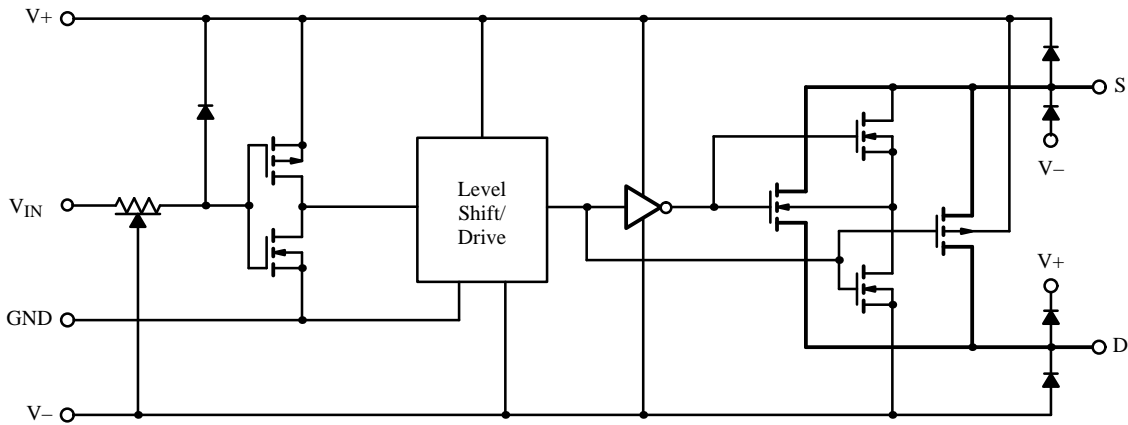 V+
S
V–
Level
Shift/
Drive
V_IN
V+
GND
D
V–